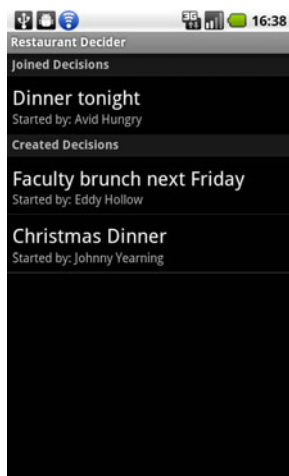 3G
16:38
Restaurant Decider
Joined Decisions
Dinner tonight
Started by: Avid Hungry
Created Decisions
Faculty brunch next Friday
Started by: Eddy Hollow
Christmas Dinner
Started by: Johnny Yearning